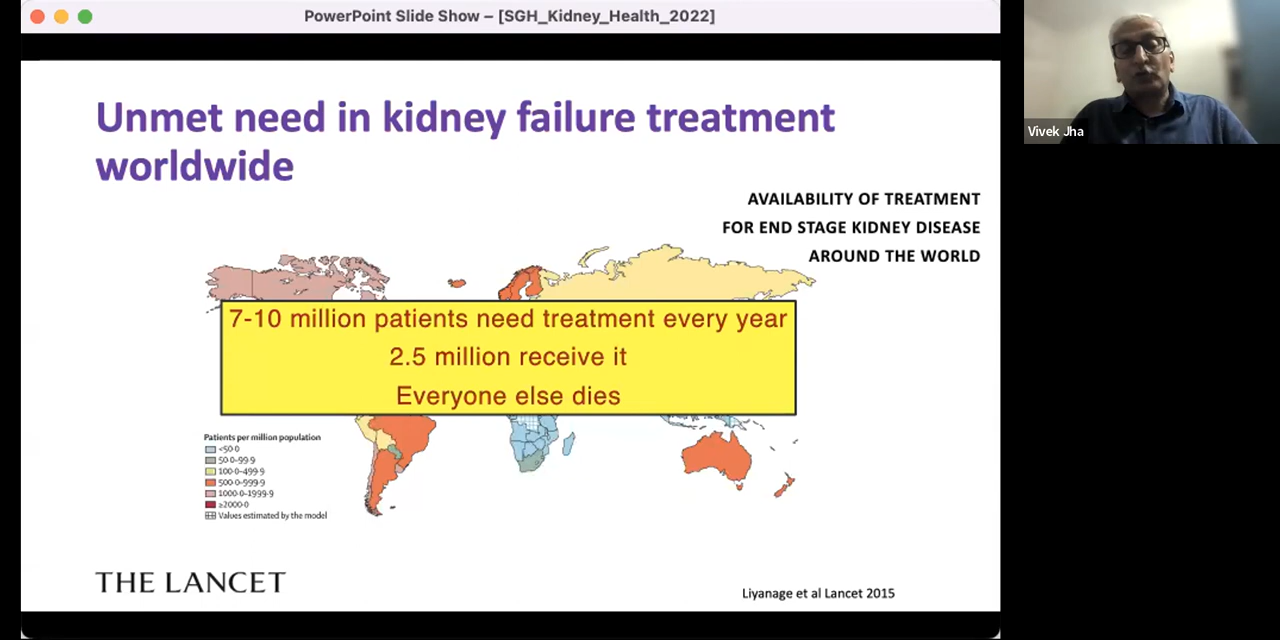 PowerPoint Slide Show – [SGH_Kidney_Health_2022]
Vivek Jha
Unmet need in kidney failure treatment
worldwide
AVAILABILITY OF TREATMENT
FOR END STAGE KIDNEY DISEASE
AROUND THE WORLD
7-10 million patients need treatment every year
2.5 million receive it
Everyone else dies
Patients per million population
<50·0
50·0–99·9
100·0–499·9
500·0–999·9
1000·0–1999·9
≥2000·0
Values estimated by the model
THE LANCET
Liyanage et al Lancet 2015